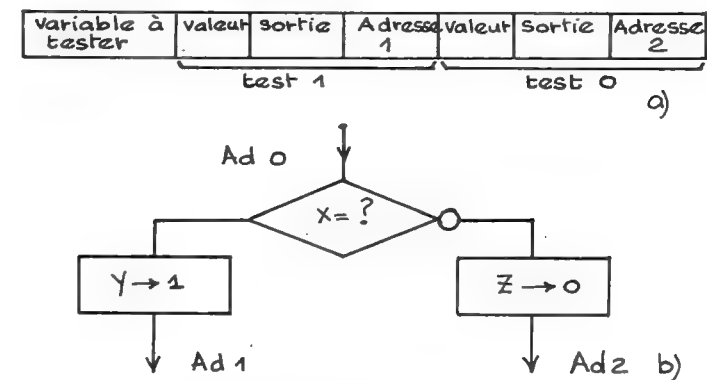 variable à tester valeur sortie Adresse 1 valeur sortie Adresse 2
test 1 test 0
a)
Ad 0
X = ?
Y → 1 Z → 0
Ad 1 Ad 2 b)